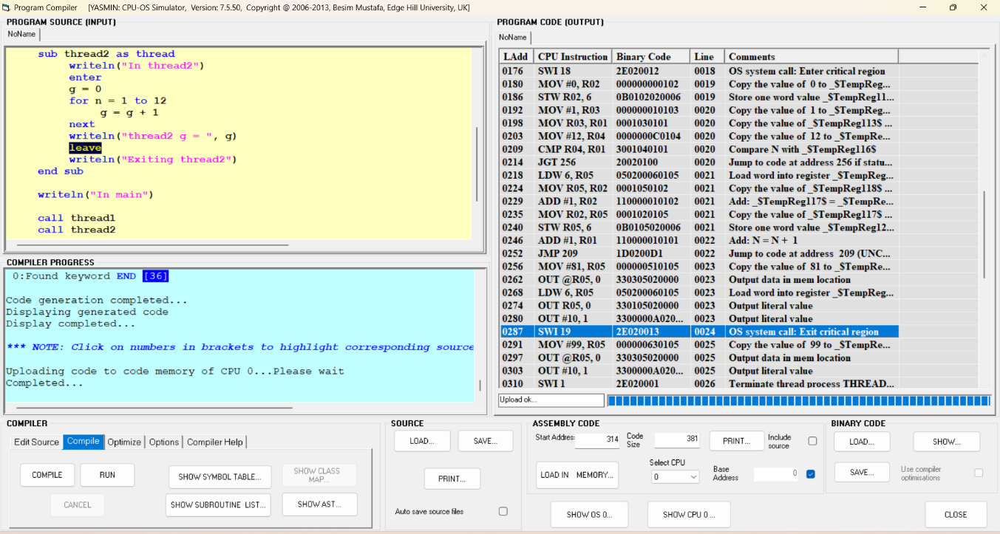 Program Compiler [YASMIN: CPU-OS Simulator, Version: 7.5.50, Copyright @ 2006-2013, Besim Mustafa, Edge Hill University, UK]
PROGRAM SOURCE (INPUT)
NoName
sub thread2 as thread
writeln("In thread2")
enter
g = 0
for n = 1 to 12
g = g + 1
next
writeln("thread2 g = ", g)
leave
writeln("Exiting thread2")
end sub
writeln("In main")
call thread1
call thread2
COMPILER PROGRESS
0:Found keyword END [36]
Code generation completed...
Displaying generated code
Display completed...
*** NOTE: Click on numbers in brackets to highlight corresponding source
Uploading code to code memory of CPU 0...Please wait
Completed...
PROGRAM CODE (OUTPUT)
NoName
LAdd CPU Instruction Binary Code Line Comments
0176 SWI 18 2E020012 0018 OS system call: Enter critical region
0180 MOV #0, R02 000000000102 0019 Copy the value of 0 to _$TempReg...
0186 STW R02, 6 0B0102020006 0019 Store one word value _$TempReg11...
0192 MOV #1, R03 000000010103 0020 Copy the value of 1 to _$TempReg...
0198 MOV R03, R01 0001030101 0020 Copy the value of _$TempReg113$ ...
0203 MOV #12, R04 0000000C0104 0020 Copy the value of 12 to _$TempRe...
0209 CMP R04, R01 3001040101 0020 Compare N with _$TempReg116$
0214 JGT 256 20020100 0020 Jump to code at address 256 if statu...
0218 LDW 6, R05 050200060105 0021 Load word into register _$TempReg...
0224 MOV R05, R02 0001050102 0021 Copy the value of _$TempReg118$ ...
0229 ADD #1, R02 110000010102 0021 Add: _$TempReg117$ = _$TempRe...
0235 MOV R02, R05 0001020105 0021 Copy the value of _$TempReg117$ ...
0240 STW R05, 6 0B0105020006 0021 Store one word value _$TempReg12...
0246 ADD #1, R01 110000010101 0022 Add: N = N + 1
0252 JMP 209 1D0200D1 0022 Jump to code at address 209 (UNC...
0256 MOV #81, R05 000000510105 0023 Copy the value of 81 to _$TempRe...
0262 OUT @R05, 0 330305020000 0023 Output data in mem location
0268 LDW 6, R05 050200060105 0023 Load word into register _$TempReg...
0274 OUT R05, 0 330105020000 0023 Output literal value
0280 OUT #10, 1 3300000A020... 0023 Output literal value
0287 SWI 19 2E020013 0024 OS system call: Exit critical region
0291 MOV #99, R05 000000630105 0025 Copy the value of 99 to _$TempRe...
0297 OUT @R05, 0 330305020000 0025 Output data in mem location
0303 OUT #10, 1 3300000A020... 0025 Output literal value
0310 SWI 1 2E020001 0026 Terminate thread process THREAD...
Upload ok...
COMPILER
Edit Source Compile Optimize Options Compiler Help
COMPILE RUN SHOW SYMBOL TABLE... SHOW CLASS MAP...
CANCEL SHOW SUBROUTINE LIST... SHOW AST...
SOURCE
LOAD... SAVE...
PRINT...
Auto save source files
ASSEMBLY CODE
Start Addres: 314 Code Size 381 PRINT... Include source
LOAD IN MEMORY... Select CPU 0 Base Address 0
SHOW OS 0... SHOW CPU 0 ...
BINARY CODE
LOAD... SHOW...
SAVE... Use compiler optimisations
CLOSE